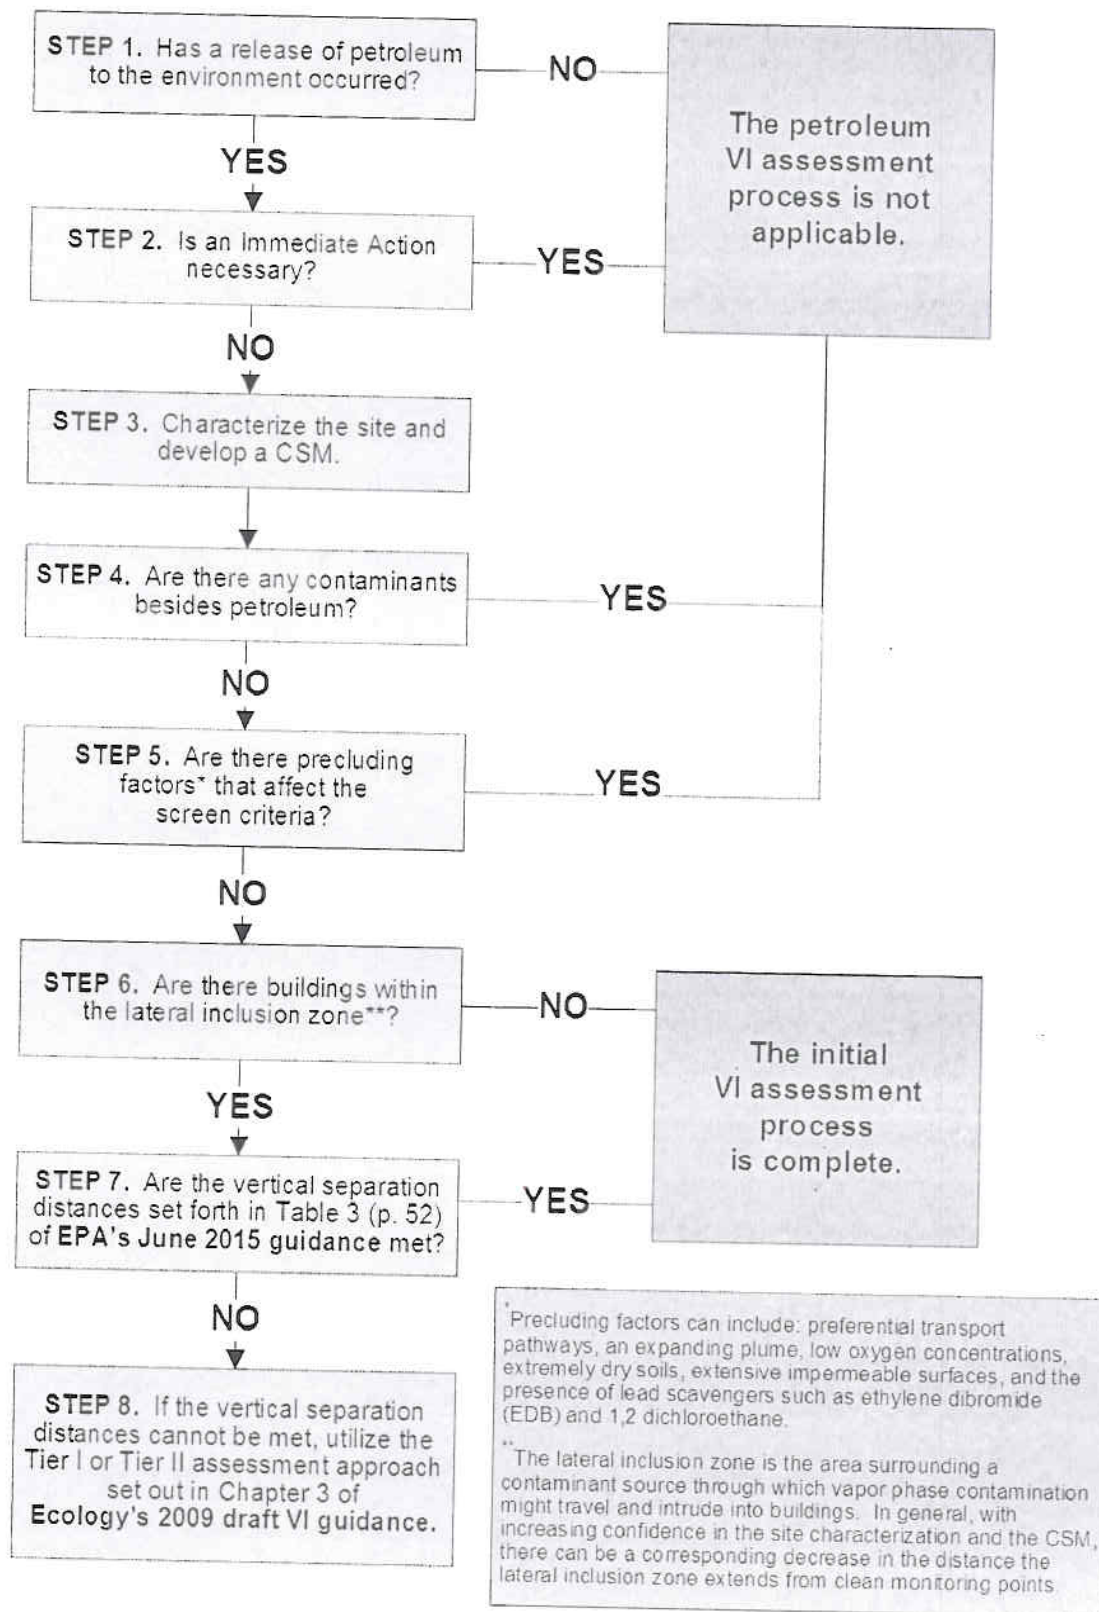 STEP 1. Has a release of petroleum
to the environment occurred?
NO
The petroleum
VI assessment
process is not
applicable.
YES
STEP 2. Is an Immediate Action
necessary?
YES
NO
STEP 3. Characterize the site and
develop a CSM.
STEP 4. Are there any contaminants
besides petroleum?
YES
NO
STEP 5. Are there precluding
factors* that affect the
screen criteria?
YES
NO
STEP 6. Are there buildings within
the lateral inclusion zone**?
NO
The initial
VI assessment
process
is complete.
YES
STEP 7. Are the vertical separation
distances set forth in Table 3 (p. 52)
of EPA's June 2015 guidance met?
YES
NO
STEP 8. If the vertical separation
distances cannot be met, utilize the
Tier I or Tier II assessment approach
set out in Chapter 3 of
Ecology's 2009 draft VI guidance.
*Precluding factors can include: preferential transport
pathways, an expanding plume, low oxygen concentrations,
extremely dry soils, extensive impermeable surfaces, and the
presence of lead scavengers such as ethylene dibromide
(EDB) and 1,2 dichloroethane.
**The lateral inclusion zone is the area surrounding a
contaminant source through which vapor phase contamination
might travel and intrude into buildings. In general, with
increasing confidence in the site characterization and the CSM,
there can be a corresponding decrease in the distance the
lateral inclusion zone extends from clean monitoring points